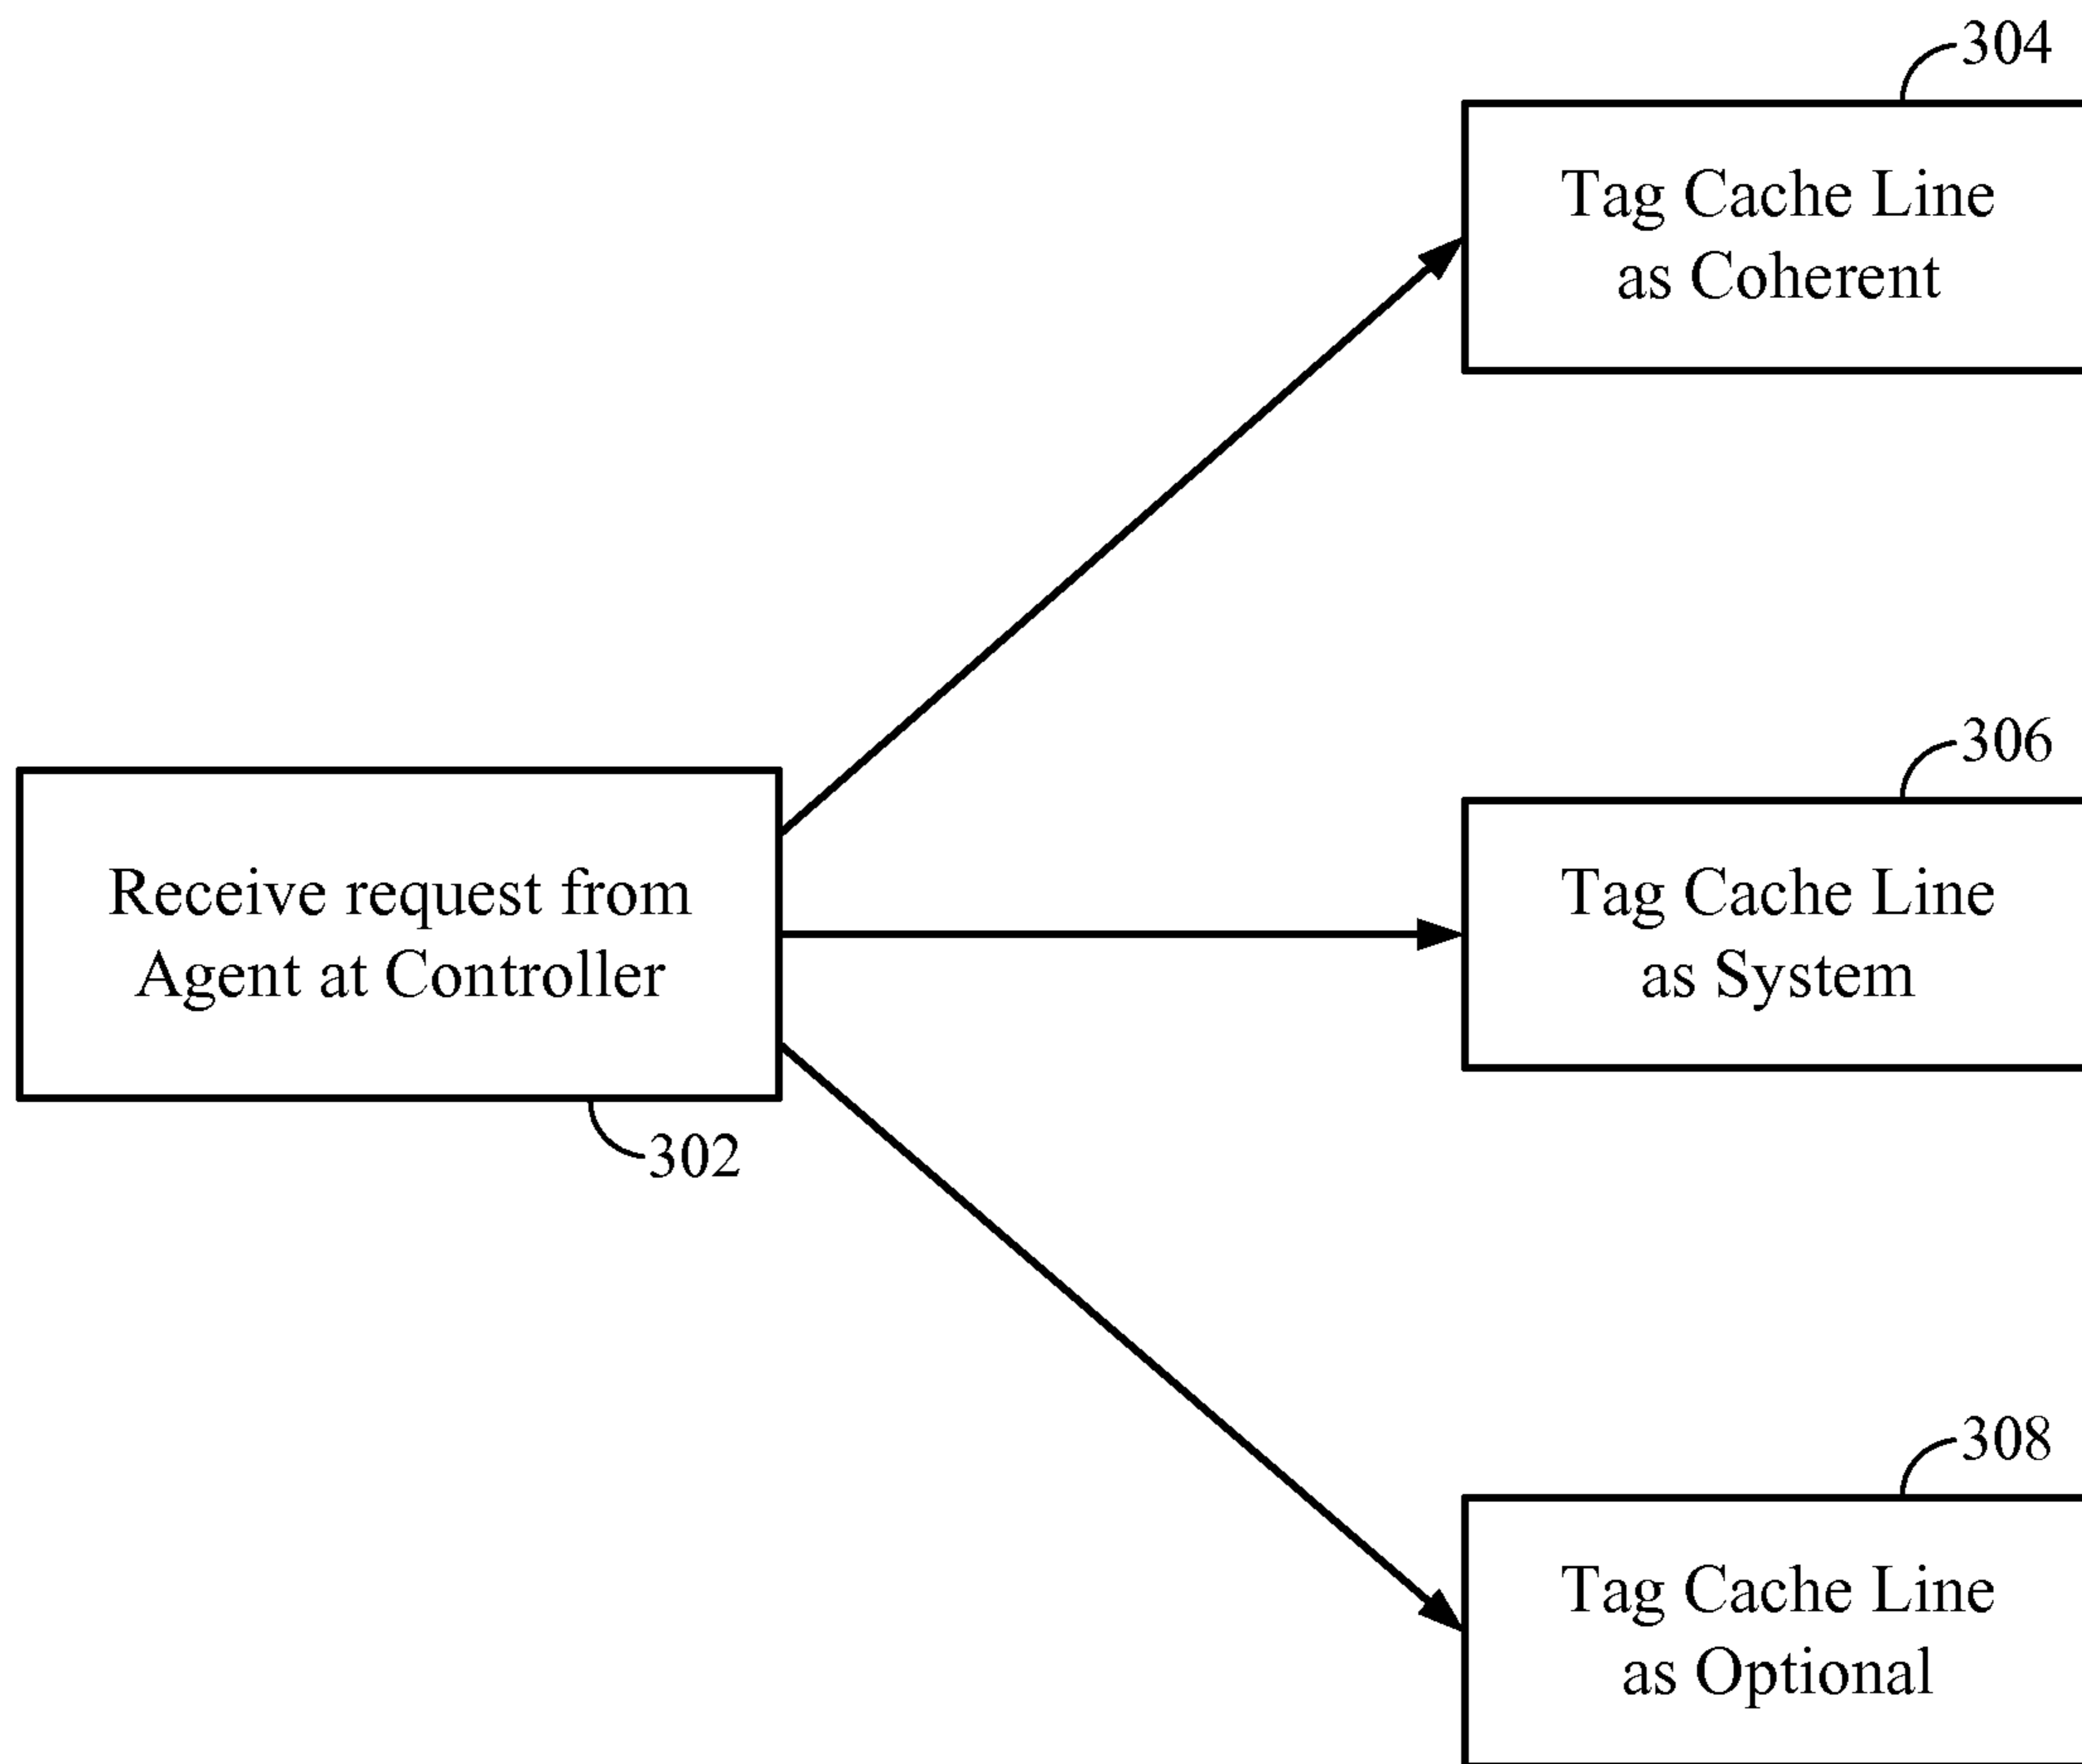 304
Tag Cache Line
as Coherent
306
Tag Cache Line
as System
Receive request from
Agent at Controller
302
308
Tag Cache Line
as Optional